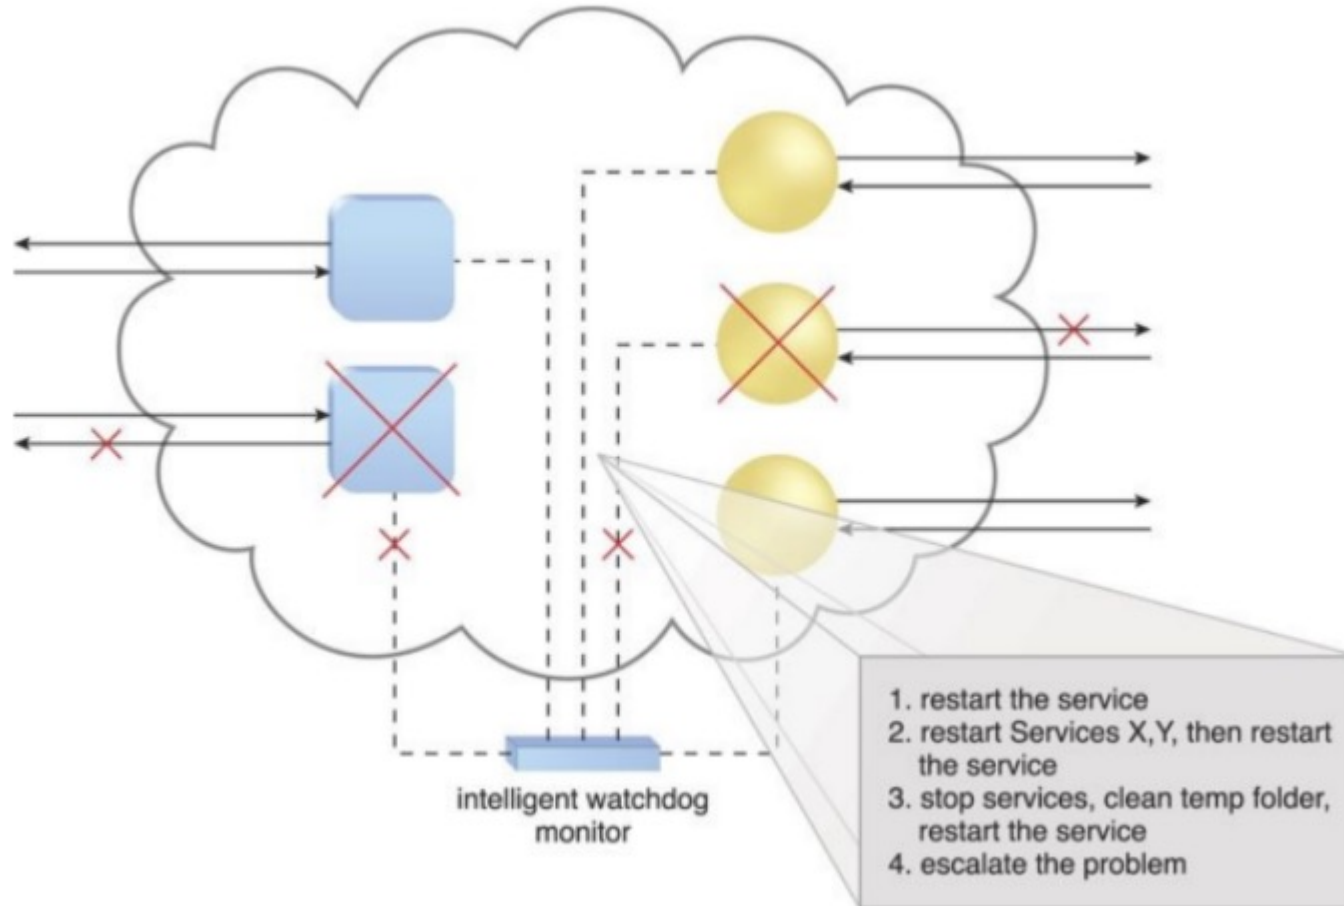 intelligent watchdog
monitor
1. restart the service
2. restart Services X,Y, then restart
the service
3. stop services, clean temp folder,
restart the service
4. escalate the problem